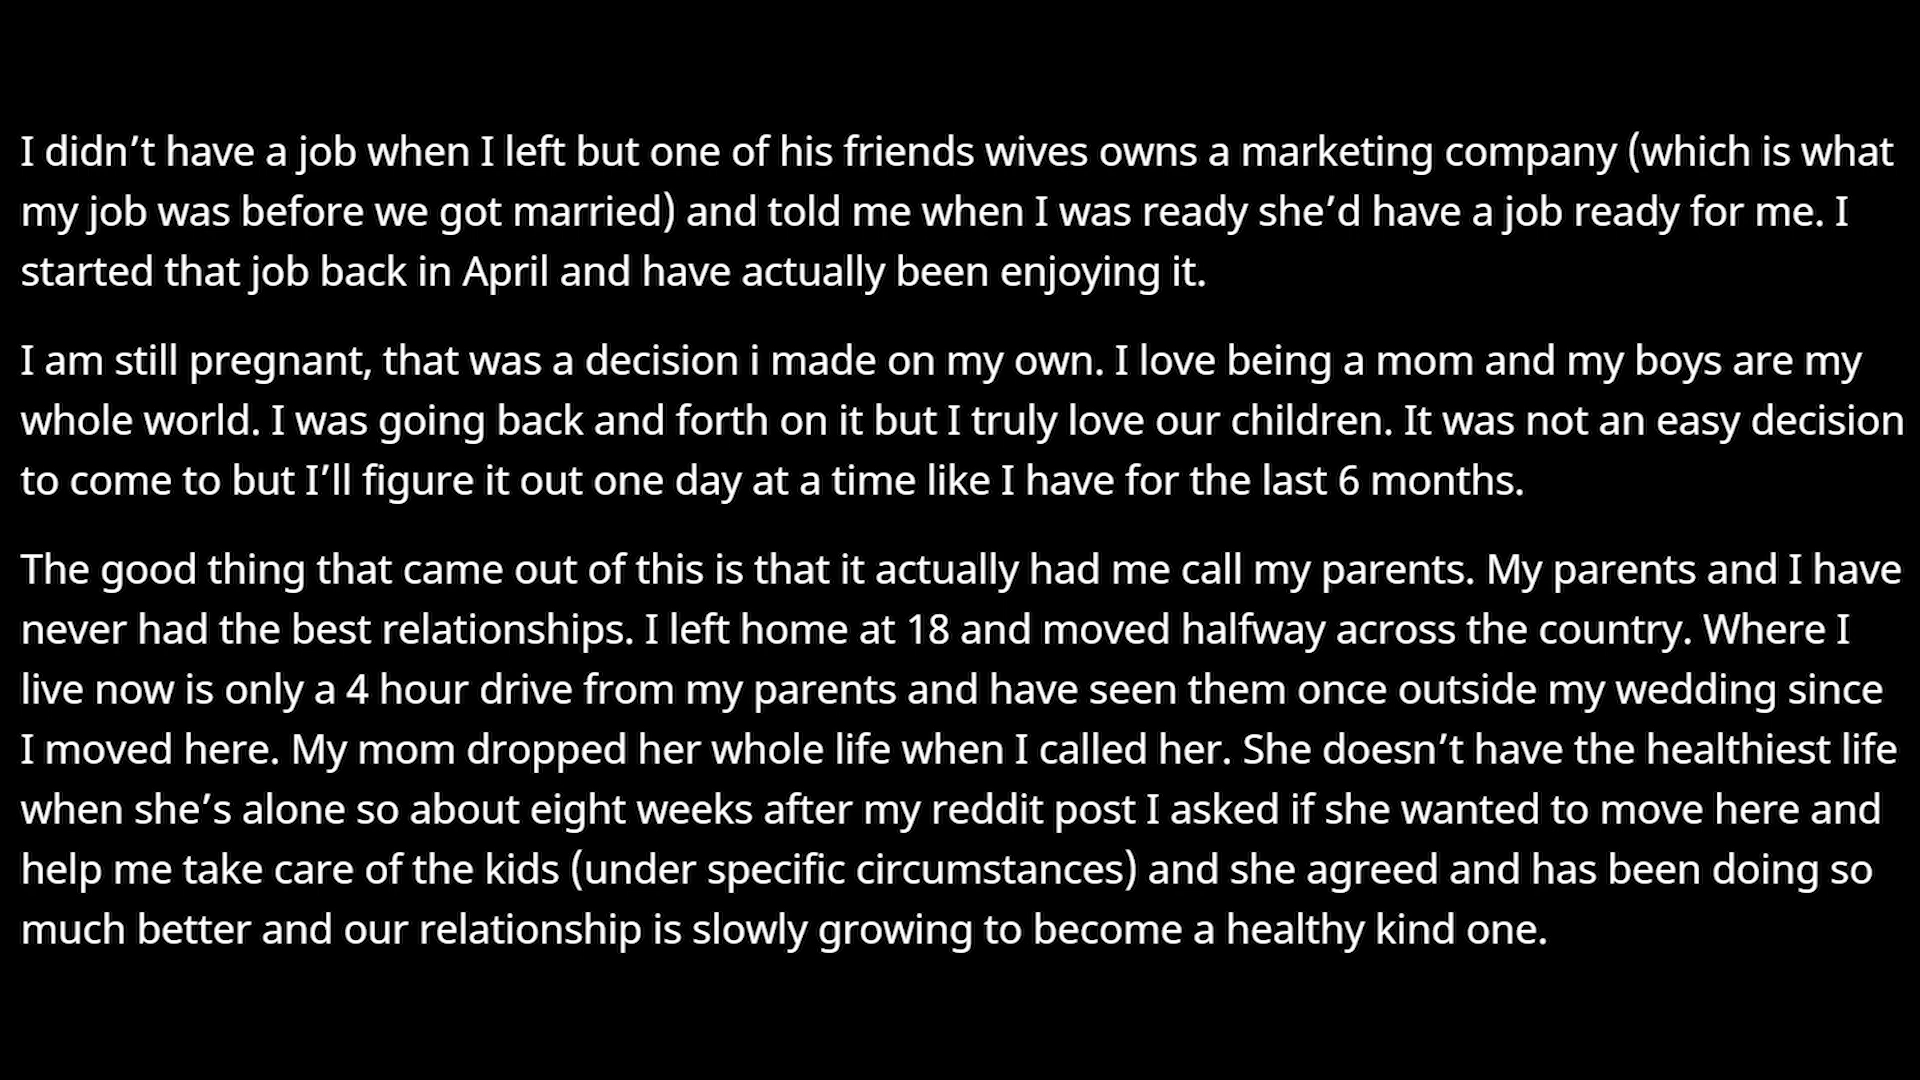 I didn’t have a job when I left but one of his friends wives owns a marketing company (which is what
my job was before we got married) and told me when I was ready she’d have a job ready for me. I
started that job back in April and have actually been enjoying it.
I am still pregnant, that was a decision i made on my own. I love being a mom and my boys are my
whole world. I was going back and forth on it but I truly love our children. It was not an easy decision
to come to but I’ll figure it out one day at a time like I have for the last 6 months.
The good thing that came out of this is that it actually had me call my parents. My parents and I have
never had the best relationships. I left home at 18 and moved halfway across the country. Where I
live now is only a 4 hour drive from my parents and have seen them once outside my wedding since
I moved here. My mom dropped her whole life when I called her. She doesn’t have the healthiest life
when she’s alone so about eight weeks after my reddit post I asked if she wanted to move here and
help me take care of the kids (under specific circumstances) and she agreed and has been doing so
much better and our relationship is slowly growing to become a healthy kind one.